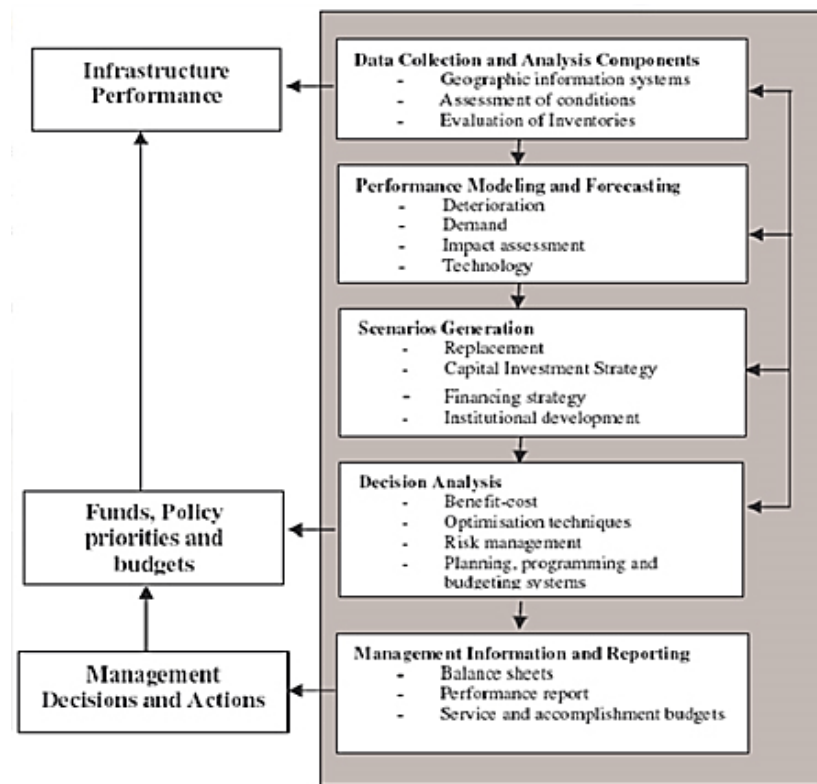 Infrastructure
Performance
Funds, Policy
priorities and
budgets
Management
Decisions and Actions
Data Collection and Analysis Components
- Geographic information systems
- Assessment of conditions
- Evaluation of Inventories
Performance Modeling and Forecasting
- Deterioration
- Demand
- Impact assessment
- Technology
Scenarios Generation
- Replacement
- Capital Investment Strategy
- Financing strategy
- Institutional development
Decision Analysis
- Benefit-cost
- Optimisation techniques
- Risk management
- Planning, programming and
budgeting systems
Management Information and Reporting
- Balance sheets
- Performance report
- Service and accomplishment budgets